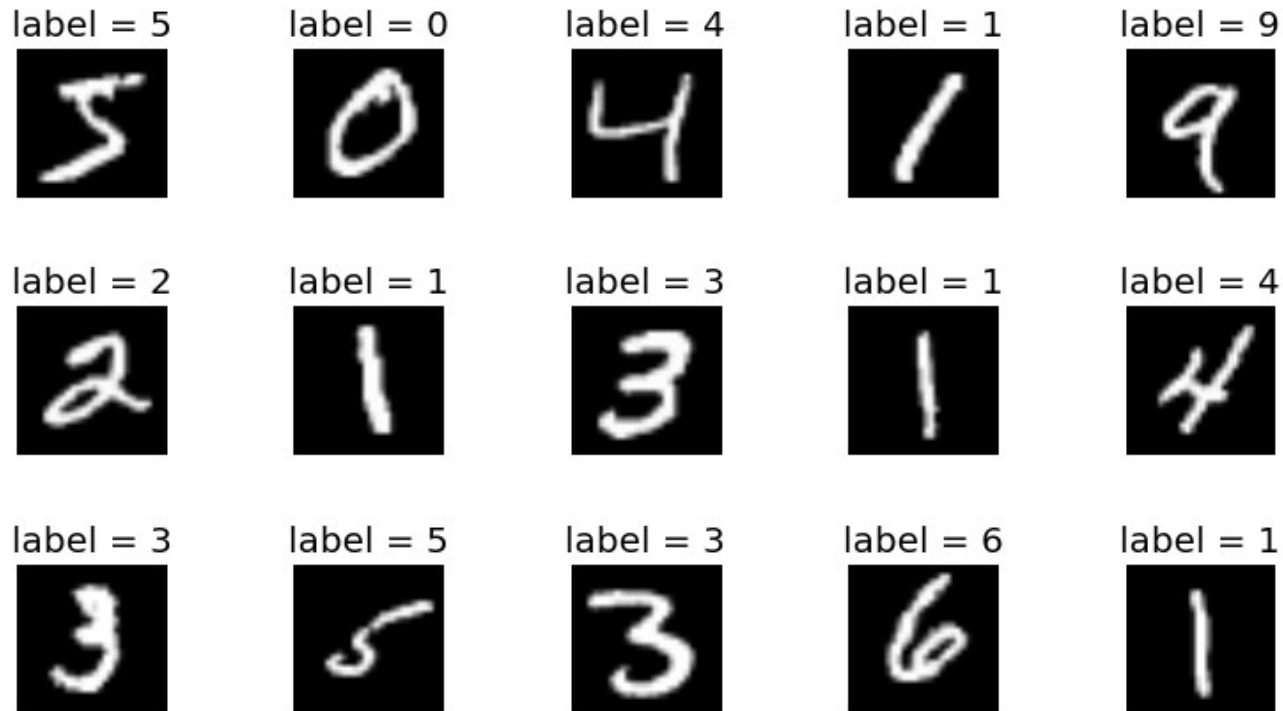 label = 5 label = 0 label = 4 label = 1 label = 9
5 0 4 1 9
label = 2 label = 1 label = 3 label = 1 label = 4
2 1 3 1 4
label = 3 label = 5 label = 3 label = 6 label = 1
3 5 3 6 1